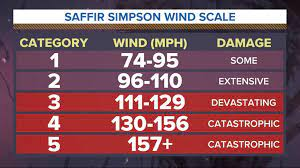 SAFFIR SIMPSON WIND SCALE
CATEGORY WIND (MPH) DAMAGE
1 74-95 SOME
2 96-110 EXTENSIVE
3 111-129 DEVASTATING
4 130-156 CATASTROPHIC
5 157+ CATASTROPHIC